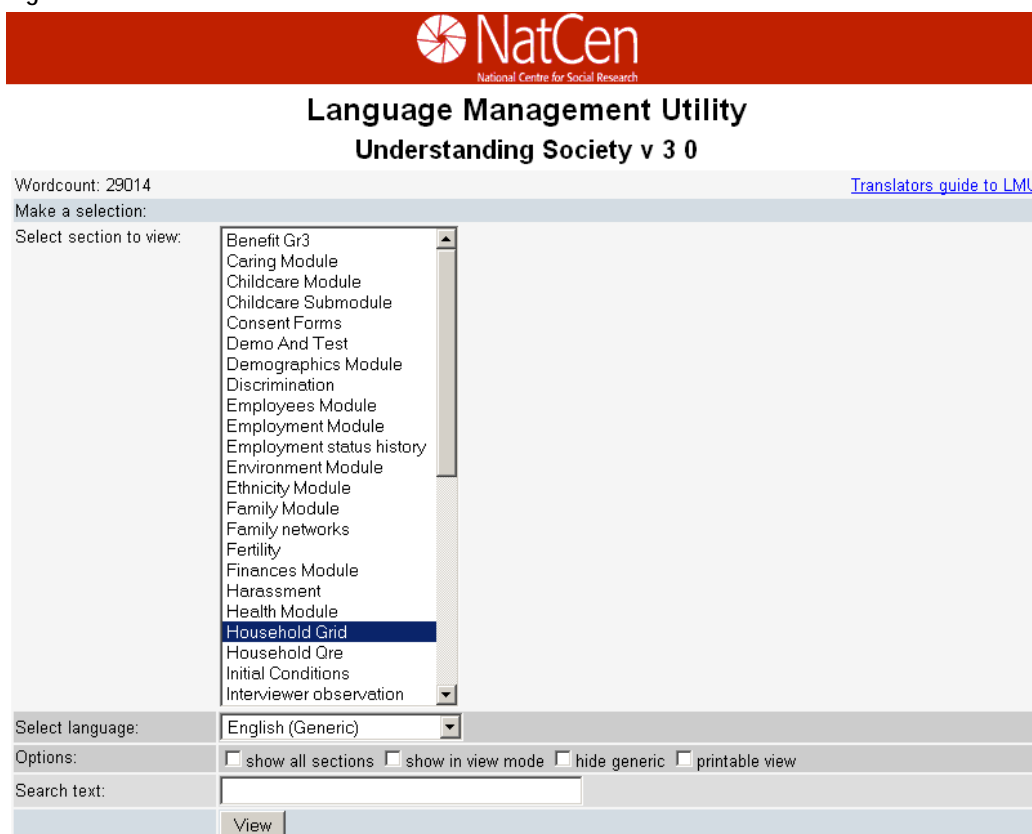 NatCen
National Centre for Social Research
Language Management Utility
Understanding Society v 3 0
Wordcount: 29014 Translators guide to LMU
Make a selection:
Select section to view:
Benefit Gr3
Caring Module
Childcare Module
Childcare Submodule
Consent Forms
Demo And Test
Demographics Module
Discrimination
Employees Module
Employment Module
Employment status history
Environment Module
Ethnicity Module
Family Module
Family networks
Fertility
Finances Module
Harassment
Health Module
Household Grid
Household Qre
Initial Conditions
Interviewer observation
Select language: English (Generic)
Options: show all sections show in view mode hide generic printable view
Search text:
View